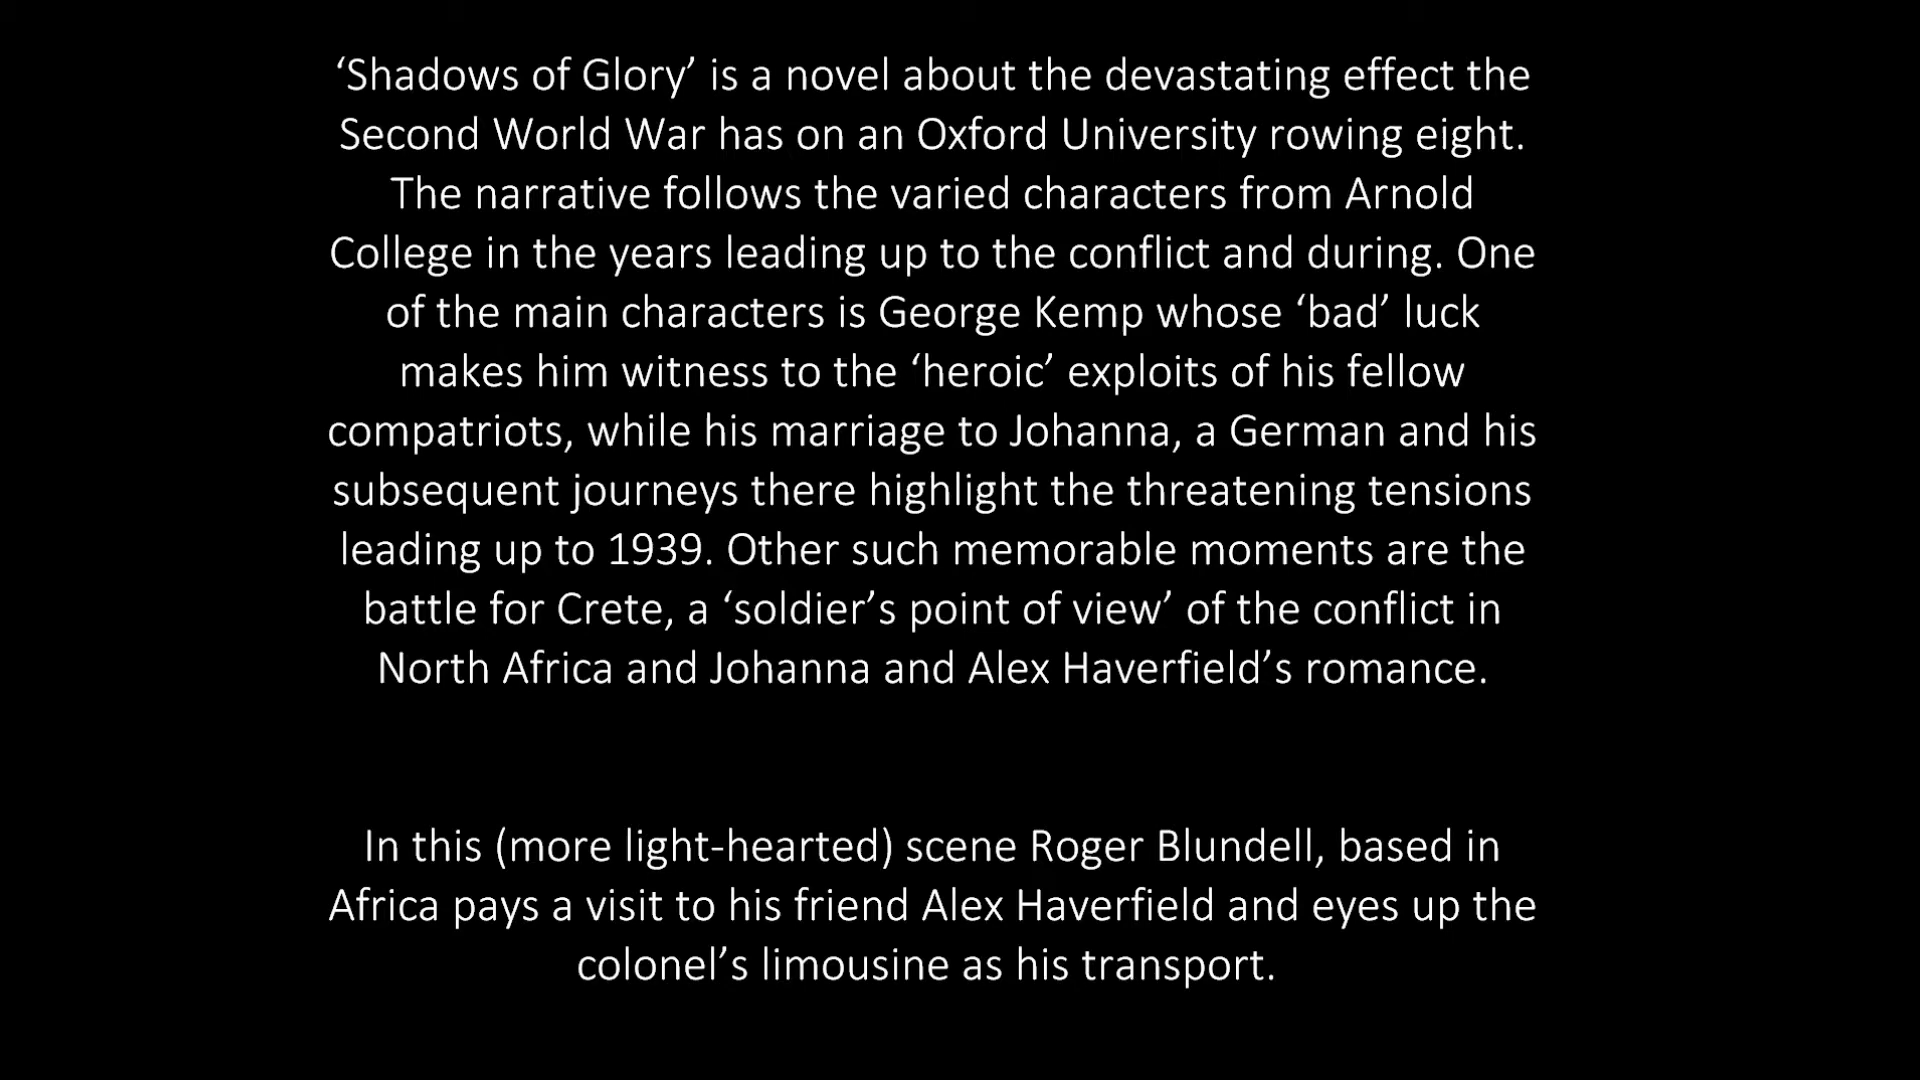 ‘Shadows of Glory’ is a novel about the devastating effect the
Second World War has on an Oxford University rowing eight.
The narrative follows the varied characters from Arnold
College in the years leading up to the conflict and during. One
of the main characters is George Kemp whose ‘bad’ luck
makes him witness to the ‘heroic’ exploits of his fellow
compatriots, while his marriage to Johanna, a German and his
subsequent journeys there highlight the threatening tensions
leading up to 1939. Other such memorable moments are the
battle for Crete, a ‘soldier’s point of view’ of the conflict in
North Africa and Johanna and Alex Haverfield’s romance.
In this (more light-hearted) scene Roger Blundell, based in
Africa pays a visit to his friend Alex Haverfield and eyes up the
colonel’s limousine as his transport.